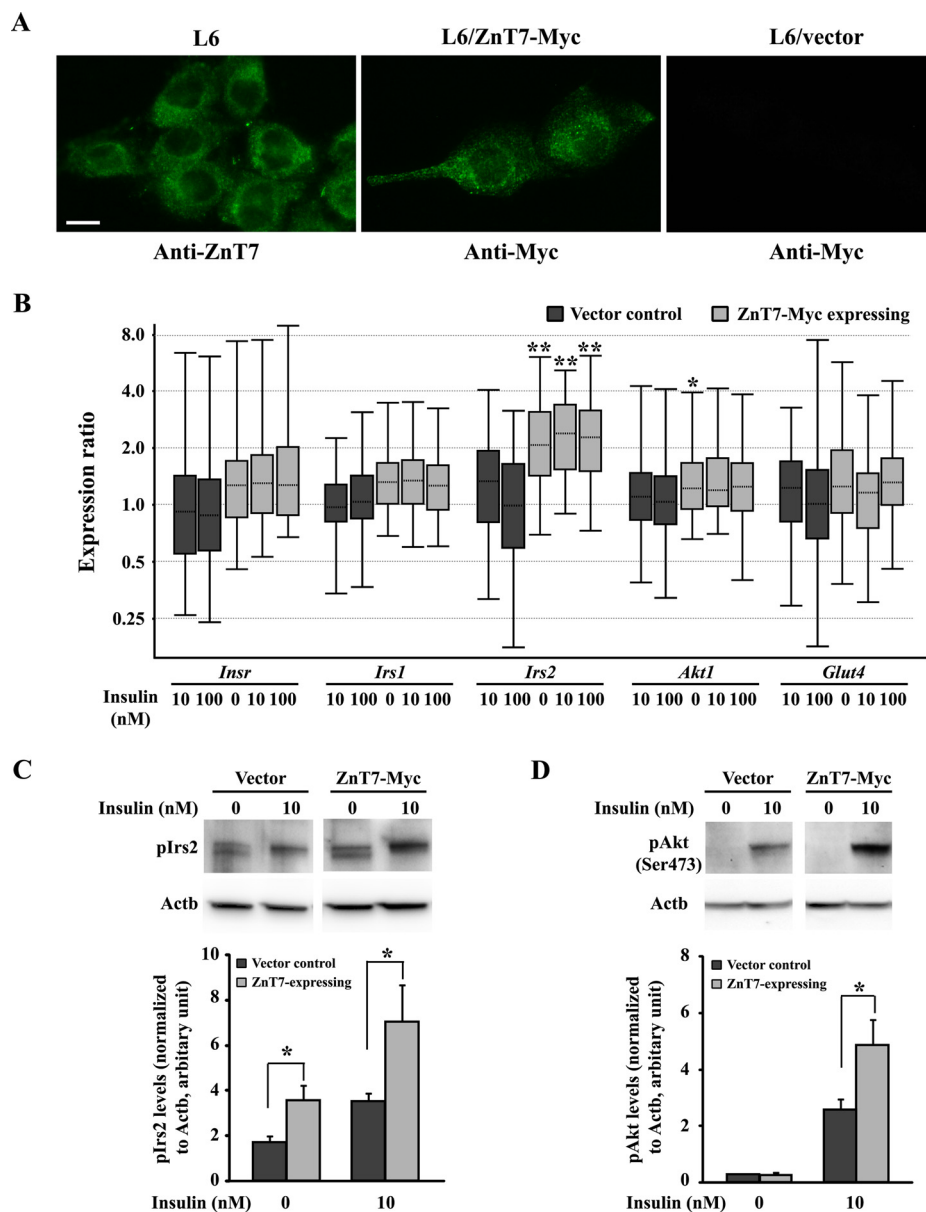 A
L6
L6/ZnT7-Myc
L6/vector
Anti-ZnT7
Anti-Myc
Anti-Myc
B
Vector control
ZnT7-Myc expressing
Expression ratio
8.0
4.0
2.0
1.0
0.5
0.25
** ** **
*
Insr Irs1 Irs2 Akt1 Glut4
Insulin
(nM)
10 100 0 10 100 10 100 0 10 100 10 100 0 10 100 10 100 0 10 100 10 100 0 10 100
C
Vector ZnT7-Myc
Insulin (nM) 0 10 0 10
pIrs2
Actb
pIrs2 levels (normalized
to Actb, arbitary unit)
10
8
6
4
2
0
Vector control
ZnT7-expressing
*
*
Insulin (nM) 0 10
D
Vector ZnT7-Myc
Insulin (nM) 0 10 0 10
pAkt
(Ser473)
Actb
pAkt levels (normalized
to Actb, arbitrary unit)
8
6
4
2
0
Vector control
ZnT7-expressing
*
Insulin (nM) 0 10